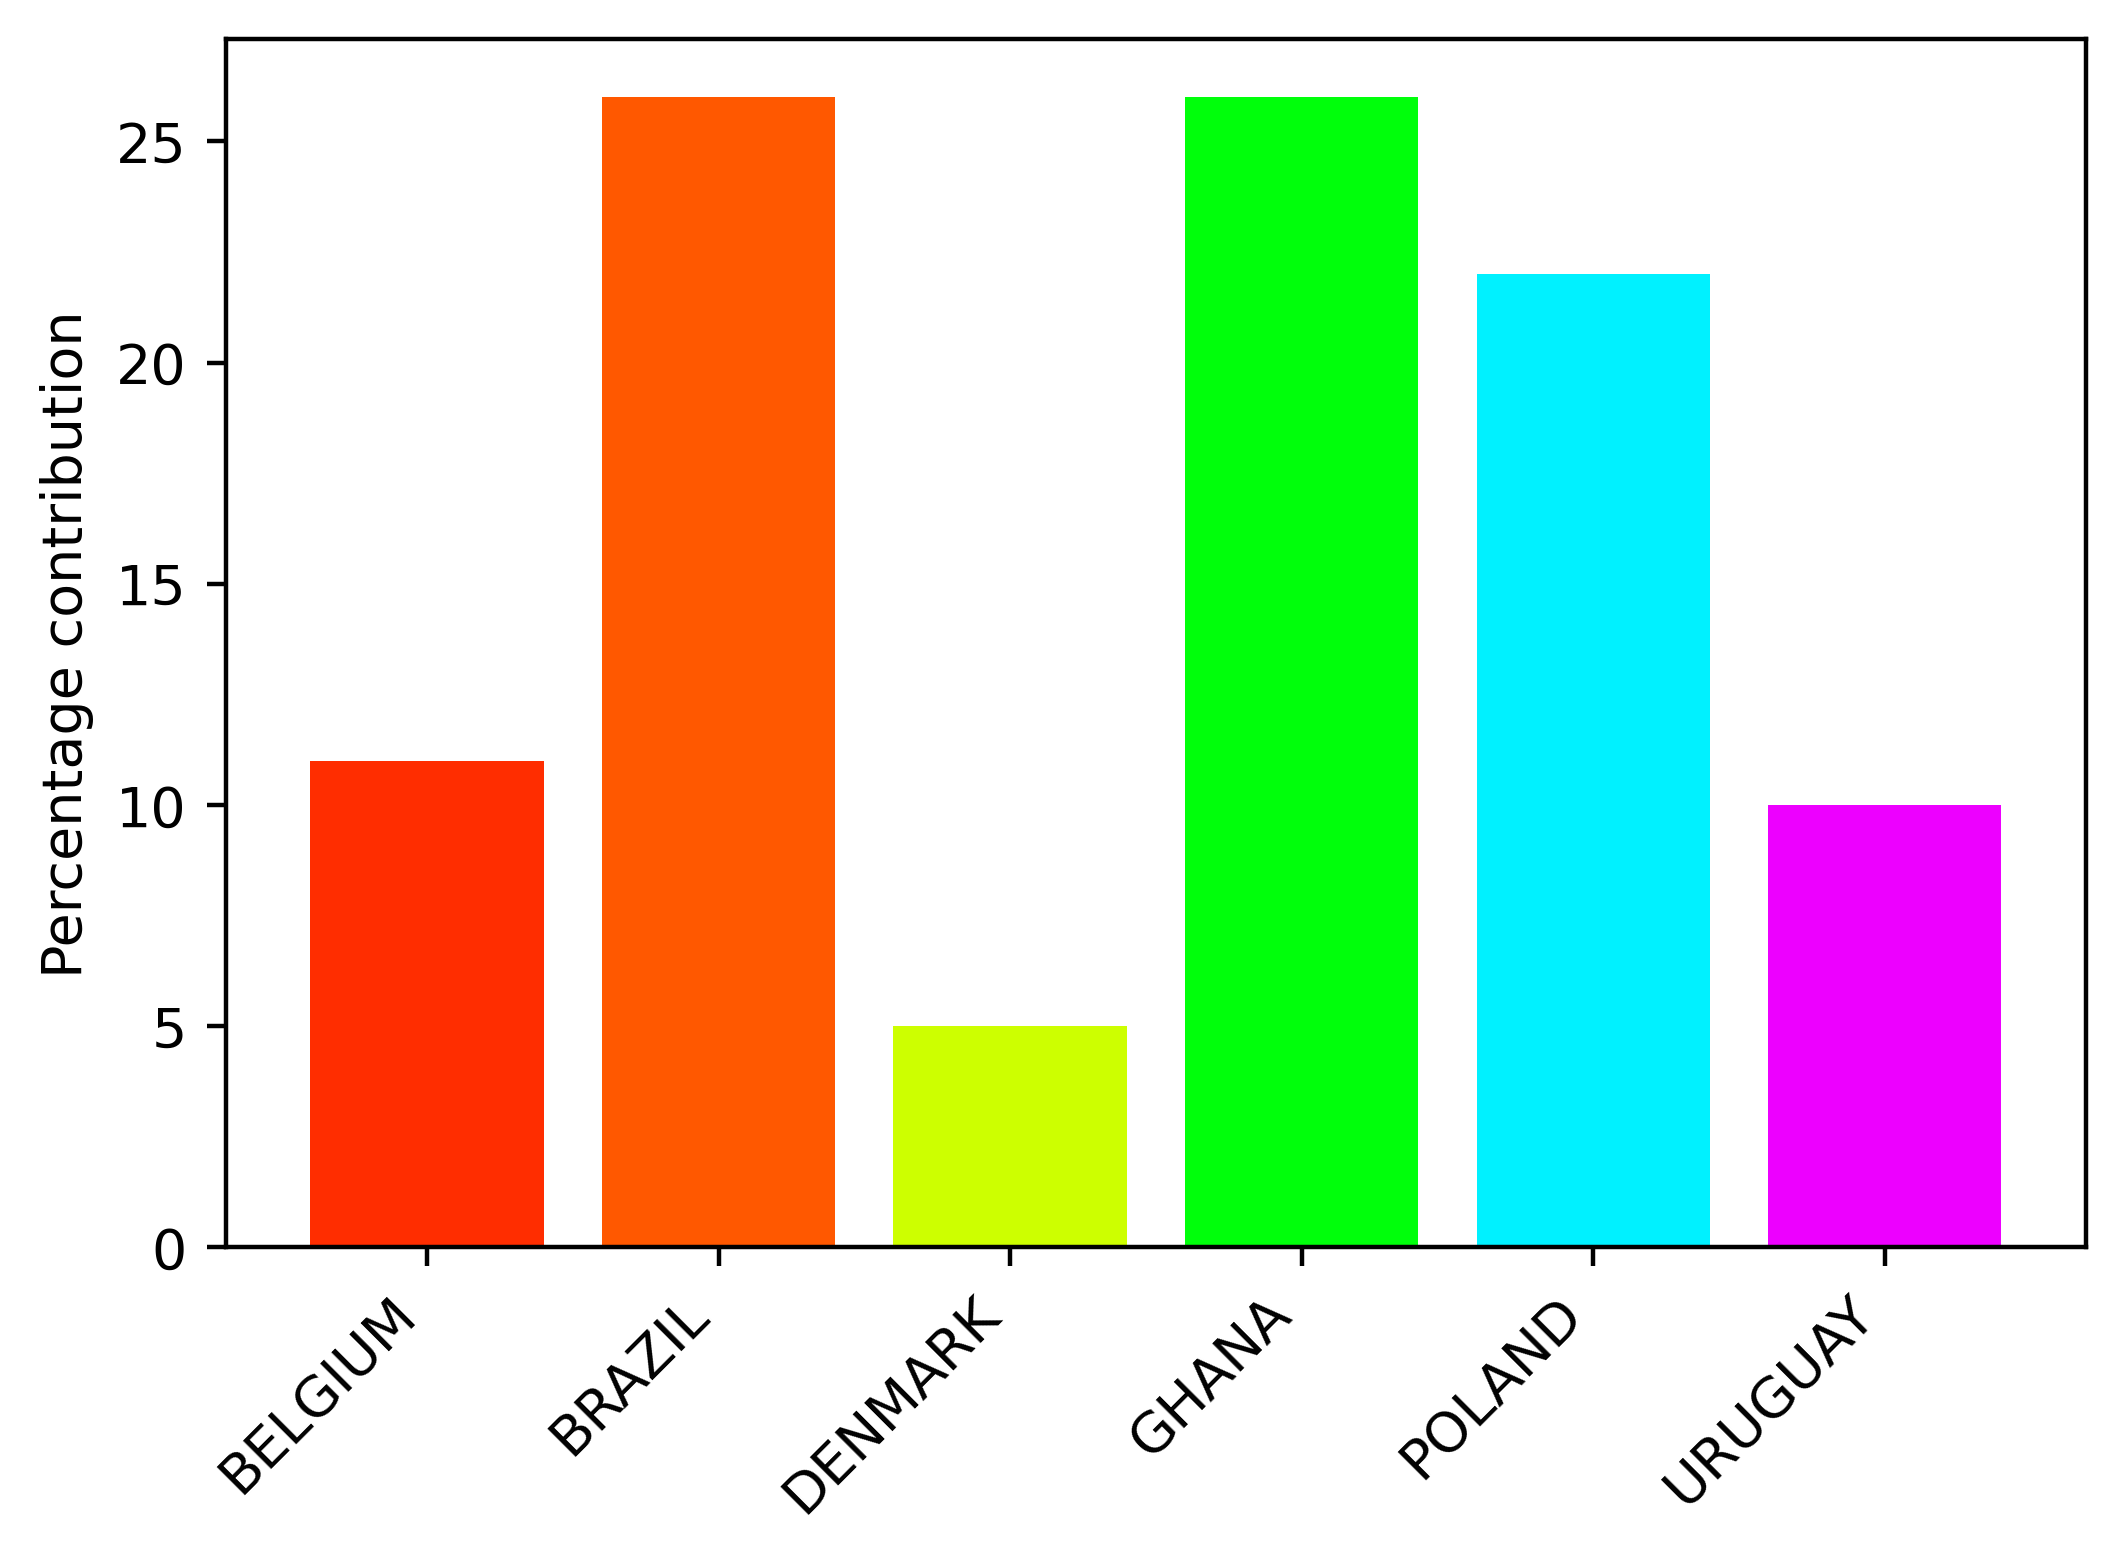 Percentage contribution
25
20
15
10
5
0
BELGIUM
BRAZIL
DENMARK
GHANA
POLAND
URUGUAY